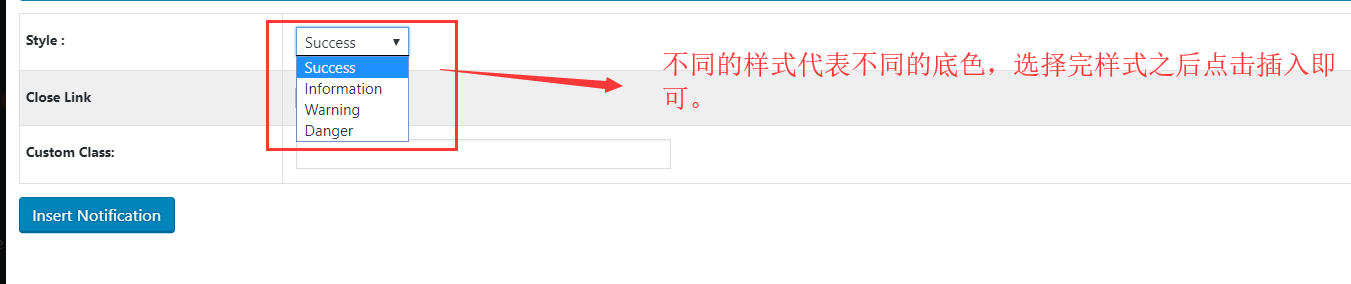 Style :
Success
Success
Information
Warning
Danger
不同的样式代表不同的底色，选择完样式之后点击插入即
可。
Close Link
Custom Class:
Insert Notification